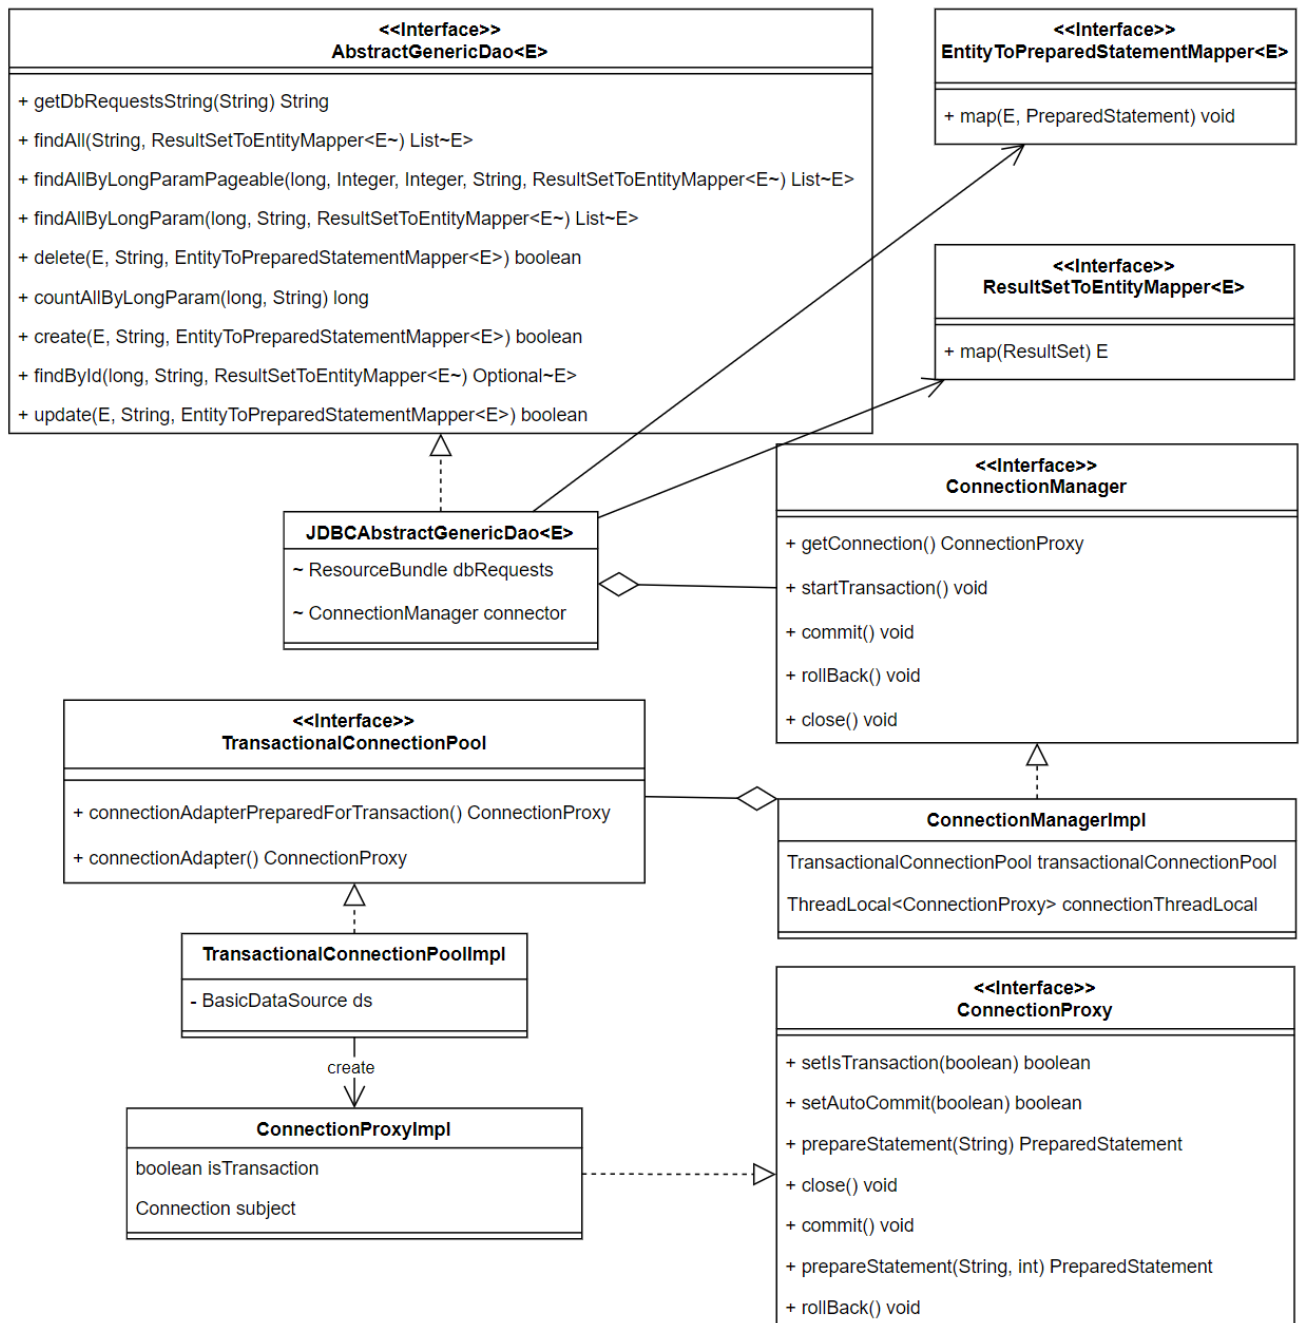 <<Interface>>
AbstractGenericDao<E>
+ getDbRequestsString(String) String
+ findAll(String, ResultSetToEntityMapper<E~) List~E>
+ findAllByLongParamPageable(long, Integer, Integer, String, ResultSetToEntityMapper<E~) List~E>
+ findAllByLongParam(long, String, ResultSetToEntityMapper<E~) List~E>
+ delete(E, String, EntityToPreparedStatementMapper<E>) boolean
+ countAllByLongParam(long, String) long
+ create(E, String, EntityToPreparedStatementMapper<E>) boolean
+ findById(long, String, ResultSetToEntityMapper<E~) Optional~E>
+ update(E, String, EntityToPreparedStatementMapper<E>) boolean
<<Interface>>
EntityToPreparedStatementMapper<E>
+ map(E, PreparedStatement) void
<<Interface>>
ResultSetToEntityMapper<E>
+ map(ResultSet) E
JDBCAbstractGenericDao<E>
~ ResourceBundle dbRequests
~ ConnectionManager connector
<<Interface>>
ConnectionManager
+ getConnection() ConnectionProxy
+ startTransaction() void
+ commit() void
+ rollBack() void
+ close() void
<<Interface>>
TransactionalConnectionPool
+ connectionAdapterPreparedForTransaction() ConnectionProxy
+ connectionAdapter() ConnectionProxy
ConnectionManagerImpl
TransactionalConnectionPool transactionalConnectionPool
ThreadLocal<ConnectionProxy> connectionThreadLocal
TransactionalConnectionPoolImpl
- BasicDataSource ds
create
ConnectionProxyImpl
boolean isTransaction
Connection subject
<<Interface>>
ConnectionProxy
+ setIsTransaction(boolean) boolean
+ setAutoCommit(boolean) boolean
+ prepareStatement(String) PreparedStatement
+ close() void
+ commit() void
+ prepareStatement(String, int) PreparedStatement
+ rollBack() void